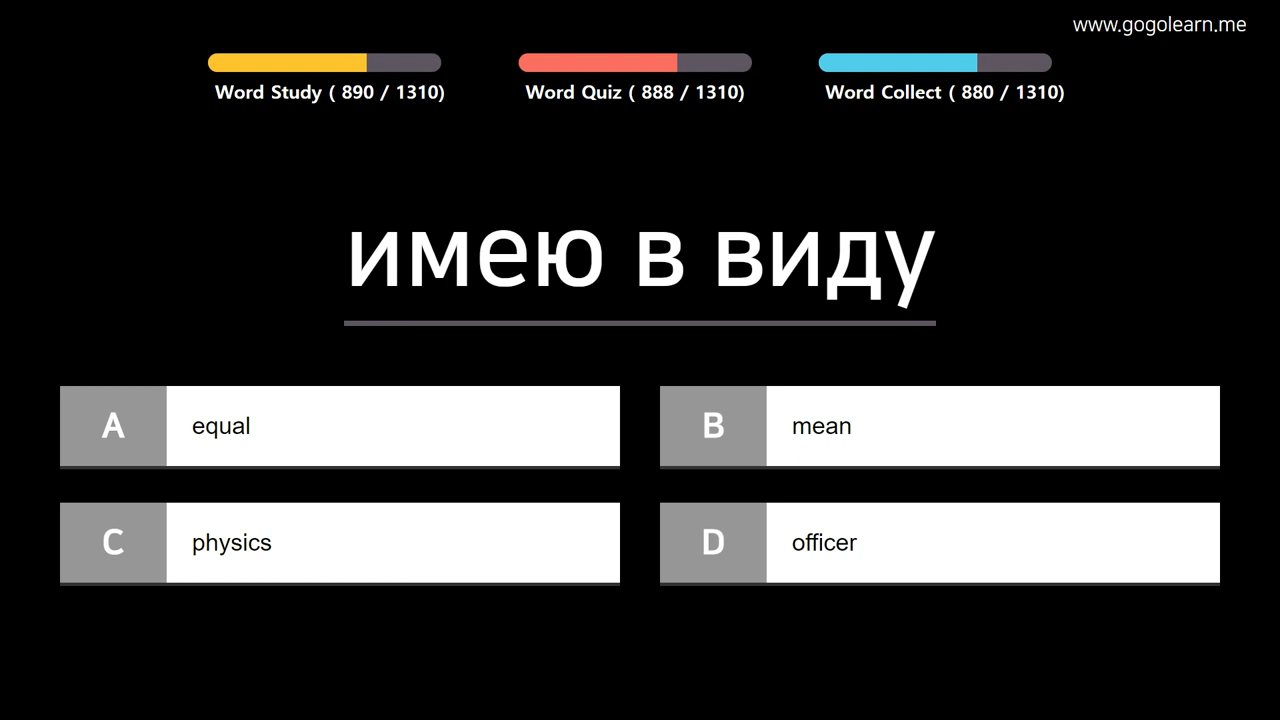 www.gogolearn.me
Word Study ( 890 / 1310)
Word Quiz ( 888 / 1310)
Word Collect ( 880 / 1310)
имею в виду
A equal
B mean
C physics
D officer